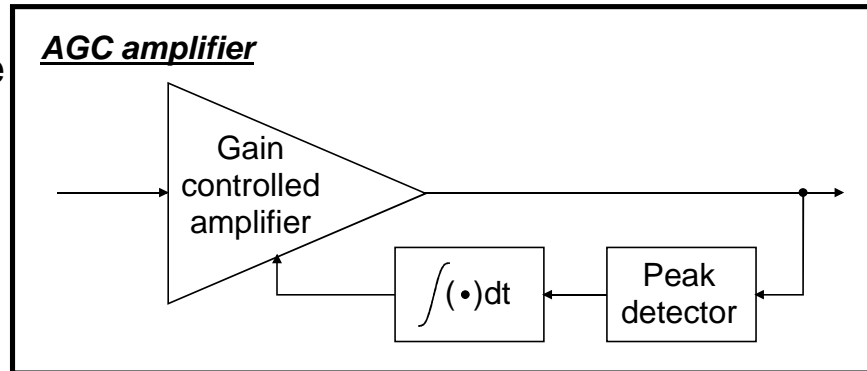 AGC amplifier
e
Gain
controlled
amplifier
∫(•)dt
Peak
detector